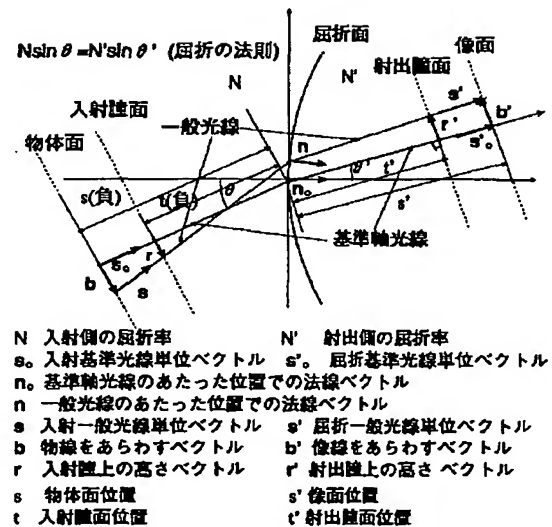 Nsinθ=N'sinθ' (屈折の法則)
屈折面
像面
N
N'
射出瞳面
入射瞳面
一般光線
物体面
s'
b'
r'
s'ₒ
n
θ'
t'
s(負)
t(負)
θ
nₒ
s'
基準軸光線
sₒ
r
b
s
N 入射側の屈折率
N' 射出側の屈折率
sₒ 入射基準光線単位ベクトル
s'ₒ 屈折基準光線単位ベクトル
nₒ 基準軸光線のあたった位置での法線ベクトル
n 一般光線のあたった位置での法線ベクトル
s 入射一般光線単位ベクトル
s' 屈折一般光線単位ベクトル
b 物線をあらわすベクトル
b' 像線をあらわすベクトル
r 入射瞳上の高さベクトル
r' 射出瞳上の高さ ベクトル
s 物体面位置
s' 像面位置
t 入射瞳面位置
t' 射出瞳面位置